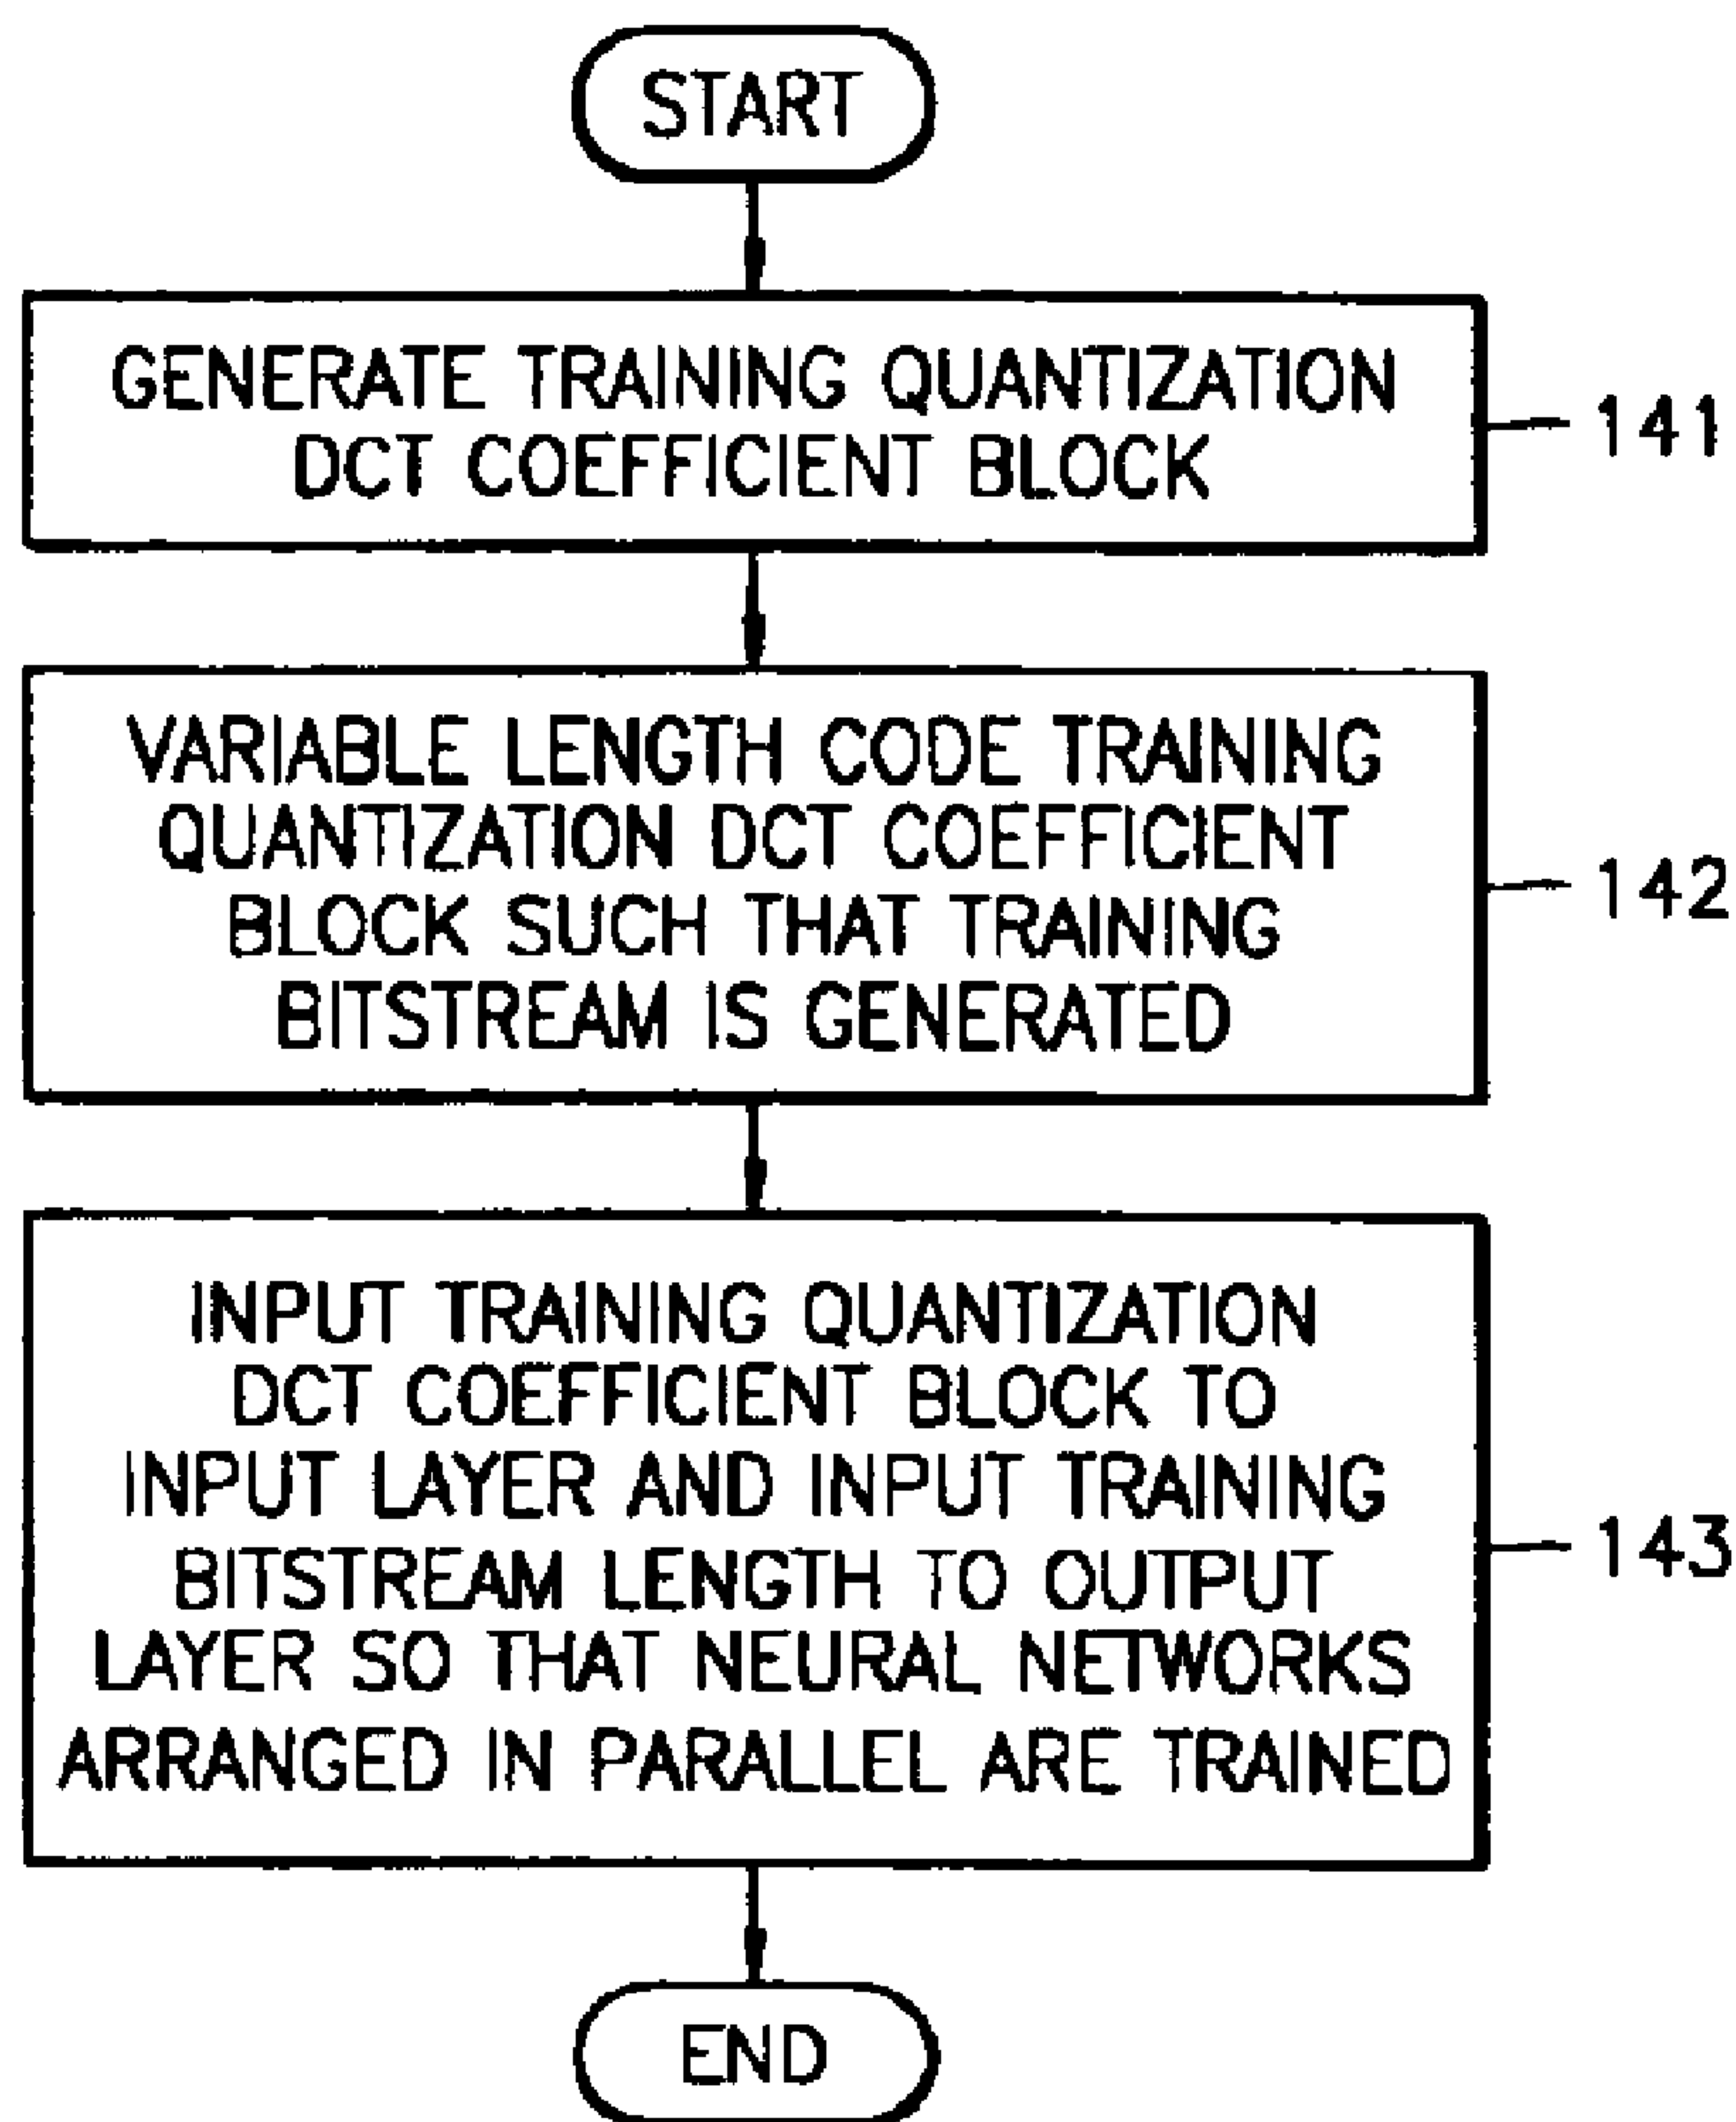 START
GENERATE TRAINING QUANTIZATION
DCT COEFFICIENT BLOCK
141
VARIABLE LENGTH CODE TRAINING
QUANTIZATION DCT COEFFICIENT
BLOCK SUCH THAT TRAINING
BITSTREAM IS GENERATED
142
INPUT TRAINING QUANTIZATION
DCT COEFFICIENT BLOCK TO
INPUT LAYER AND INPUT TRAINING
BITSTREAM LENGTH TO OUTPUT
LAYER SO THAT NEURAL NETWORKS
ARRANGED IN PARALLEL ARE TRAINED
143
END